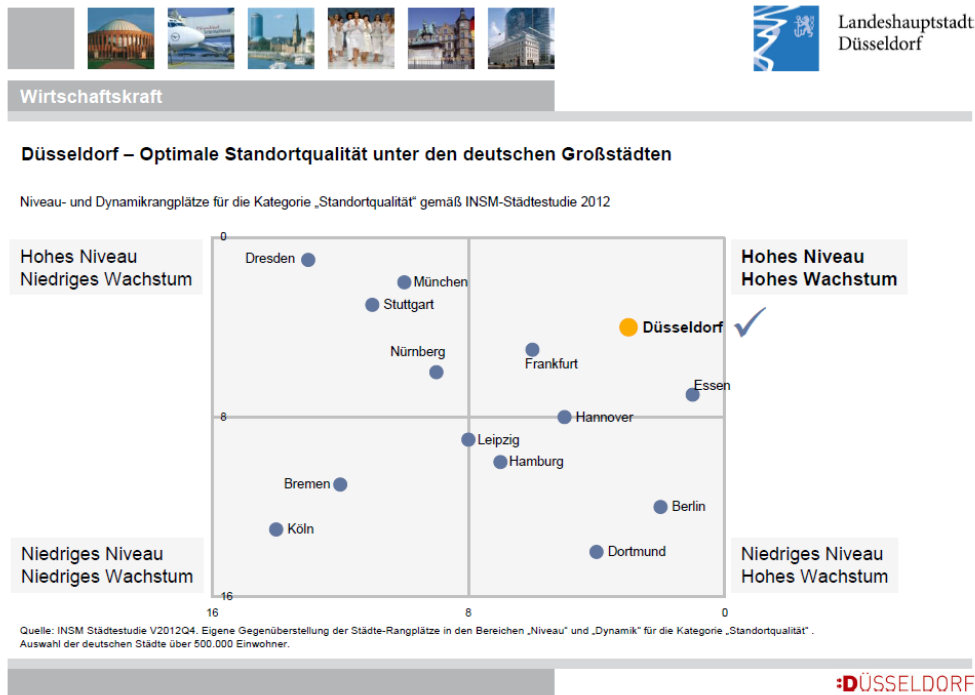 Landeshauptstadt
Düsseldorf
Wirtschaftskraft
Düsseldorf – Optimale Standortqualität unter den deutschen Großstädten
Niveau- und Dynamikrangplätze für die Kategorie „Standortqualität“ gemäß INSM-Städtestudie 2012
Hohes Niveau
Niedriges Wachstum
Hohes Niveau
Hohes Wachstum
0
Dresden
München
Stuttgart
Düsseldorf
Nürnberg
Frankfurt
Essen
8
Hannover
Leipzig
Hamburg
Bremen
Berlin
Köln
Dortmund
Niedriges Niveau
Niedriges Wachstum
Niedriges Niveau
Hohes Wachstum
16
16
8
0
Quelle: INSM Städtestudie V2012Q4. Eigene Gegenüberstellung der Städte-Rangplätze in den Bereichen „Niveau“ und „Dynamik“ für die Kategorie „Standortqualität“ .
Auswahl der deutschen Städte über 500.000 Einwohner.
:DÜSSELDORF